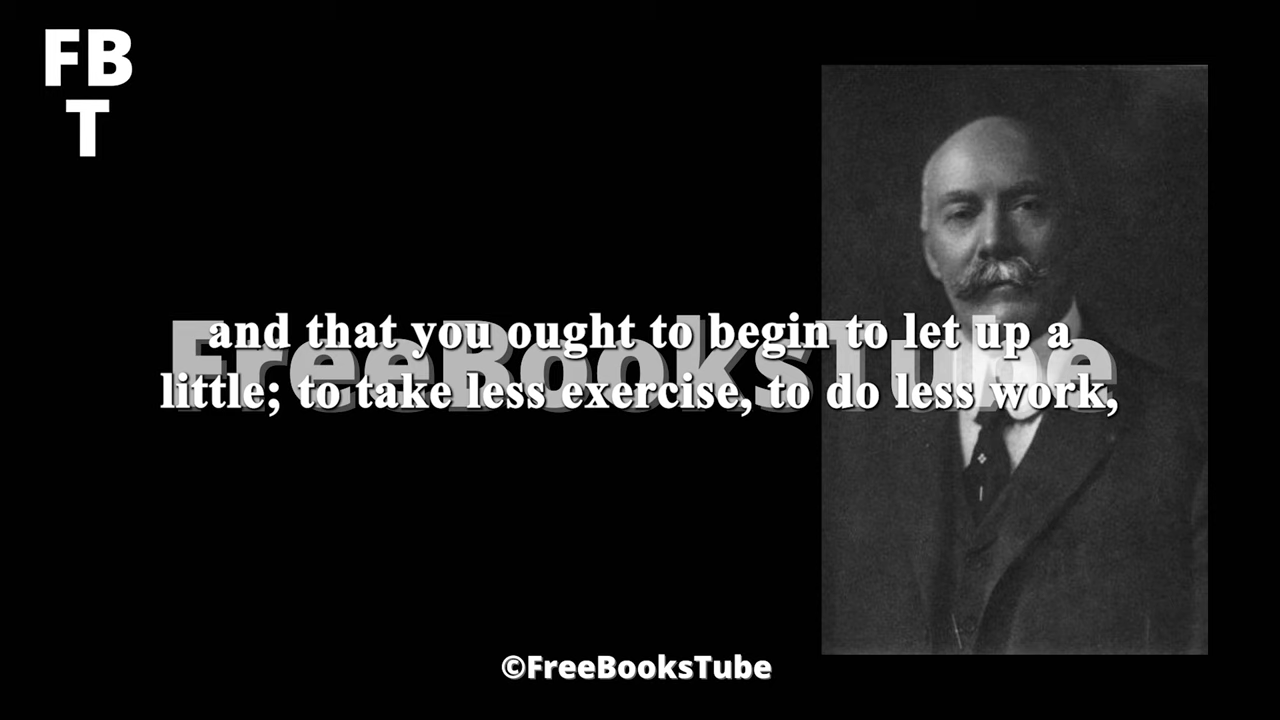 FB
T
FreeBooksTube
and that you ought to begin to let up a
little; to take less exercise, to do less work,
©FreeBooksTube